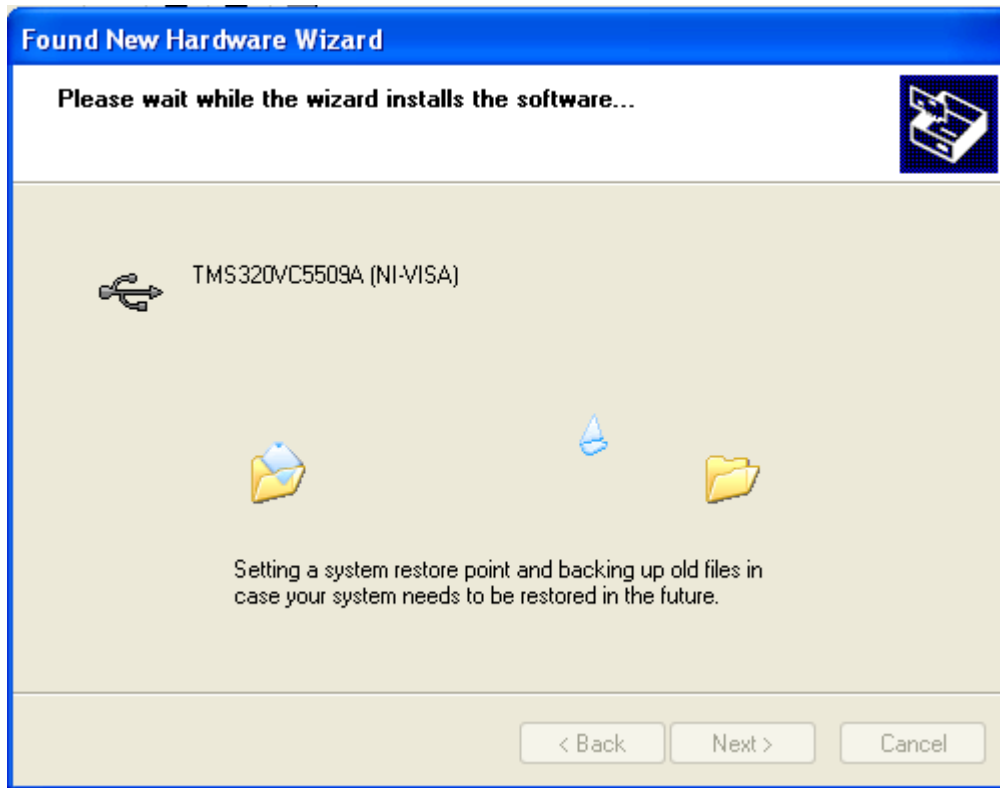 Found New Hardware Wizard
Please wait while the wizard installs the software...
TMS320VC5509A (NI-VISA)
Setting a system restore point and backing up old files in
case your system needs to be restored in the future.
< Back
Next >
Cancel